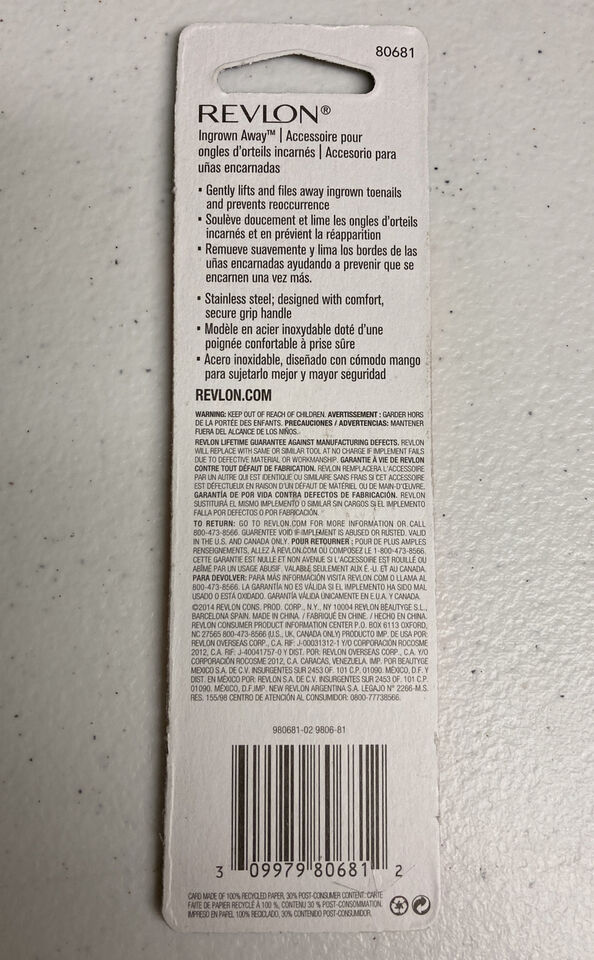 80681
REVLON®
Ingrown Away™ | Accessoire pour
ongles d'orteils incarnés | Accesorio para
uñas encarnadas
• Gently lifts and files away ingrown toenails
and prevents reoccurrence
• Soulève doucement et lime les ongles d'orteils
incarnés et en prévient la réapparition
• Remueve suavemente y lima los bordes de las
uñas encarnadas ayudando a prevenir que se
encarnen una vez más.
• Stainless steel; designed with comfort,
secure grip handle
• Modèle en acier inoxydable doté d'une
poignée confortable à prise sûre
• Acero inoxidable, diseñado con cómodo mango
para sujetarlo mejor y mayor seguridad
REVLON.COM
WARNING: KEEP OUT OF REACH OF CHILDREN. AVERTISSEMENT : GARDER HORS
DE LA PORTÉE DES ENFANTS. PRECAUCIONES / ADVERTENCIAS: MANTENER
FUERA DEL ALCANCE DE LOS NIÑOS.
REVLON LIFETIME GUARANTEE AGAINST MANUFACTURING DEFECTS. REVLON
WILL REPLACE WITH SAME OR SIMILAR TOOL AT NO CHARGE IF IMPLEMENT FAILS
DUE TO DEFECTIVE MATERIAL OR WORKMANSHIP. GARANTIE À VIE DE REVLON
CONTRE TOUT DÉFAUT DE FABRICATION. REVLON REMPLACERA L'ACCESSOIRE
PAR UN AUTRE QUI EST IDENTIQUE OU SIMILAIRE SANS FRAIS SI CET ACCESSOIRE
EST DÉFECTUEUX EN RAISON D'UN DÉFAUT DE MATÉRIEL OU DE MAIN-D'ŒUVRE.
GARANTÍA DE POR VIDA CONTRA DEFECTOS DE FABRICACIÓN. REVLON
SUSTITUIRÁ EL MISMO IMPLEMENTO O SIMILAR SIN CARGOS SI EL IMPLEMENTO
FALLA POR DEFECTOS O POR FABRICACIÓN.
TO RETURN: GO TO REVLON.COM FOR MORE INFORMATION OR CALL
800-473-8566. GUARENTEE VOID IF IMPLEMENT IS ABUSED OR RUSTED. VALID
IN THE U.S. AND CANADA ONLY. POUR RETOURNER : POUR DE PLUS AMPLES
RENSEIGNEMENTS, ALLEZ À REVLON.COM OU COMPOSEZ LE 1-800-473-8566.
CETTE GARANTIE EST NULLE ET NON AVENUE SI L'ACCESSOIRE EST ROUILLÉ OU
ABÎMÉ PAR UN USAGE ABUSIF. VALABLE SEULEMENT AUX É.-U. ET AU CANADA.
PARA DEVOLVER: PARA MÁS INFORMACIÓN VISITA REVLON.COM O LLAMA AL
800-473-8566. LA GARANTÍA NO ES VÁLIDA SI EL IMPLEMENTO HA SIDO MAL
USADO O ESTÁ OXIDADO. GARANTÍA VÁLIDA ÚNICAMENTE EN E.U.A. Y CANADÁ.
©2014 REVLON CONS. PROD. CORP., N.Y., NY 10004 REVLON BEAUTYGE S.L.,
BARCELONA SPAIN. MADE IN CHINA. / FABRIQUÉ EN CHINE. / HECHO EN CHINA.
REVLON CONSUMER PRODUCT INFORMATION CENTER P.O. BOX 6113 OXFORD,
NC 27565 800-473-8566 (U.S., UK, CANADA ONLY) PRODUCTO IMP. DE USA POR:
REVLON OVERSEAS CORP., C.A. RIF: J-00031312-1 Y/O CORPORACIÓN ROCOSME
2012, C.A. RIF: J-40041757-0 Y DIST. POR: REVLON OVERSEAS CORP., C.A. Y/O
CORPORACIÓN ROCOSME 2012, C.A. CARACAS, VENEZUELA. IMP. POR BEAUTYGE
MÉXICO S.A. DE C.V. INSURGENTES SUR 2453 OF. 101 C.P. 01090. MÉXICO, D.F. Y
DIST. EN MÉXICO POR: REVLON S.A. DE C.V. INSURGENTES SUR 2453 OF. 101 C.P.
01090. MÉXICO, D.F. IMP. NEW REVLON ARGENTINA S.A. LEGAJO Nº 2266-M.S.
RES. 155/98 CENTRO DE ATENCIÓN AL CONSUMIDOR: 0800-77738566.
980681-02 9806-81
3 09979 80681 2
CARD MADE OF 100% RECYCLED PAPER, 30% POST-CONSUMER CONTENT. CARTE
FAITE DE PAPIER RECYCLÉ À 100 %, CONTENU 30 % POST-CONSOMMATION.
IMPRESO EN PAPEL 100% RECICLADO, 30% CONTENIDO POST-CONSUMIDOR.